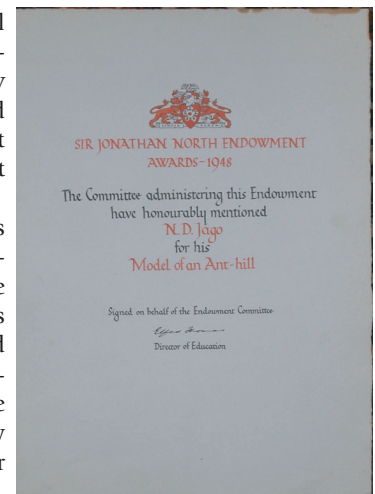 SIR JONATHAN NORTH ENDOWMENT
AWARDS-1948
The Committee administering this Endowment
have honourably mentioned
N. D. Jago
for his
Model of an Ant-hill
Signed on behalf of the Endowment Committee
Director of Education